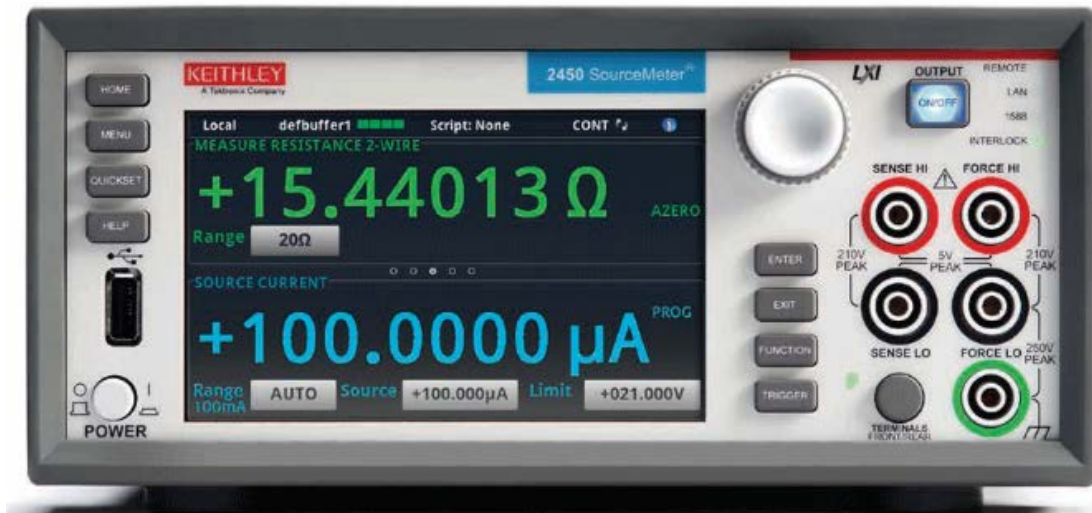 KEITHLEY
A Tektronix Company
2450 SourceMeter®
HOME
MENU
QUICKSET
HELP
POWER
Local defbuffer1 Script: None CONT
MEASURE RESISTANCE 2-WIRE
+15.44013 Ω
AZERO
Range 20Ω
SOURCE CURRENT
+100.0000 µA
PROG
Range AUTO Source +100.000µA Limit +021.000V
100mA
ENTER
EXIT
FUNCTION
TRIGGER
LXI
OUTPUT
ON/OFF
REMOTE
LAN
1588
INTERLOCK
SENSE HI FORCE HI
210V PEAK
5V PEAK
210V PEAK
SENSE LO FORCE LO
250V PEAK
TERMINALS
FRONT/REAR